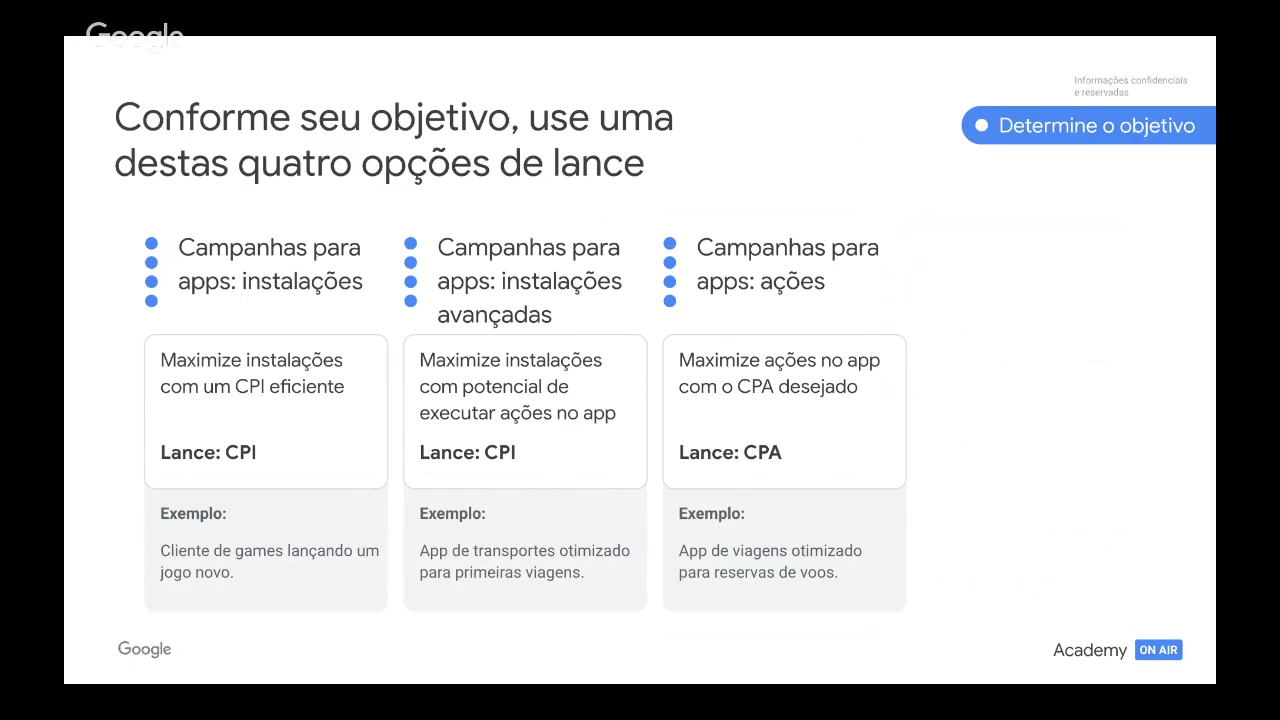 Google
Informações confidenciais
e reservadas
Conforme seu objetivo, use uma
destas quatro opções de lance
Determine o objetivo
Campanhas para
apps: instalações
Campanhas para
apps: instalações
avançadas
Campanhas para
apps: ações
Maximize instalações
com um CPI eficiente
Lance: CPI
Exemplo:
Cliente de games lançando um
jogo novo.
Maximize instalações
com potencial de
executar ações no app
Lance: CPI
Exemplo:
App de transportes otimizado
para primeiras viagens.
Maximize ações no app
com o CPA desejado
Lance: CPA
Exemplo:
App de viagens otimizado
para reservas de voos.
Google
Academy ON AIR